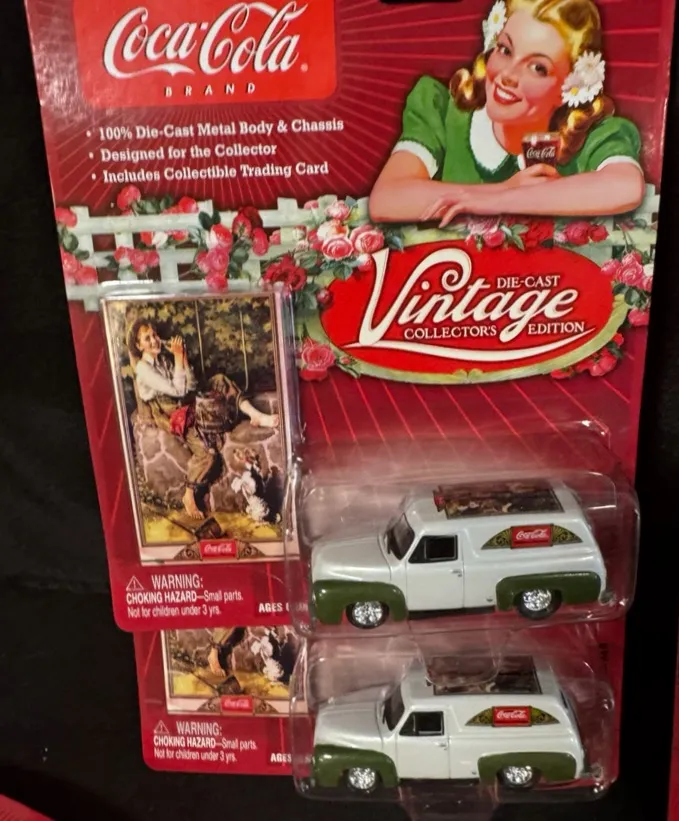 Coca-Cola
BRAND
• 100% Die-Cast Metal Body & Chassis
• Designed for the Collector
• Includes Collectible Trading Card
Coca-Cola
DIE-CAST
Vintage
COLLECTOR'S EDITION
Coca-Cola
Coca-Cola
WARNING:
CHOKING HAZARD—Small parts.
Not for children under 3 yrs.
AGES
Coca-Cola
Coca-Cola
WARNING:
CHOKING HAZARD—Small parts.
Not for children under 3 yrs.
AGES